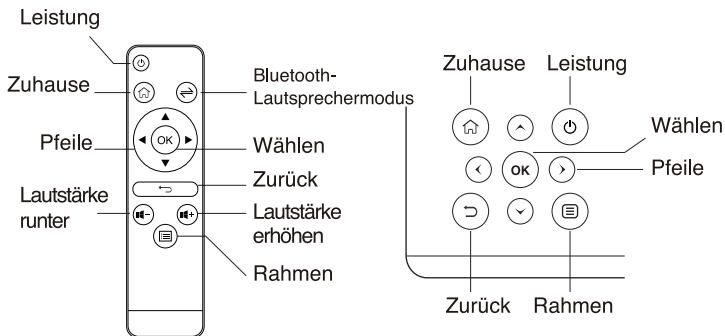 Leistung
Zuhause
Bluetooth-
Lautsprechermodus
Pfeile
OK
Wählen
Zurück
Lautstärke
runter
Lautstärke
erhöhen
Rahmen
Zuhause
Leistung
Wählen
OK
Pfeile
Zurück
Rahmen